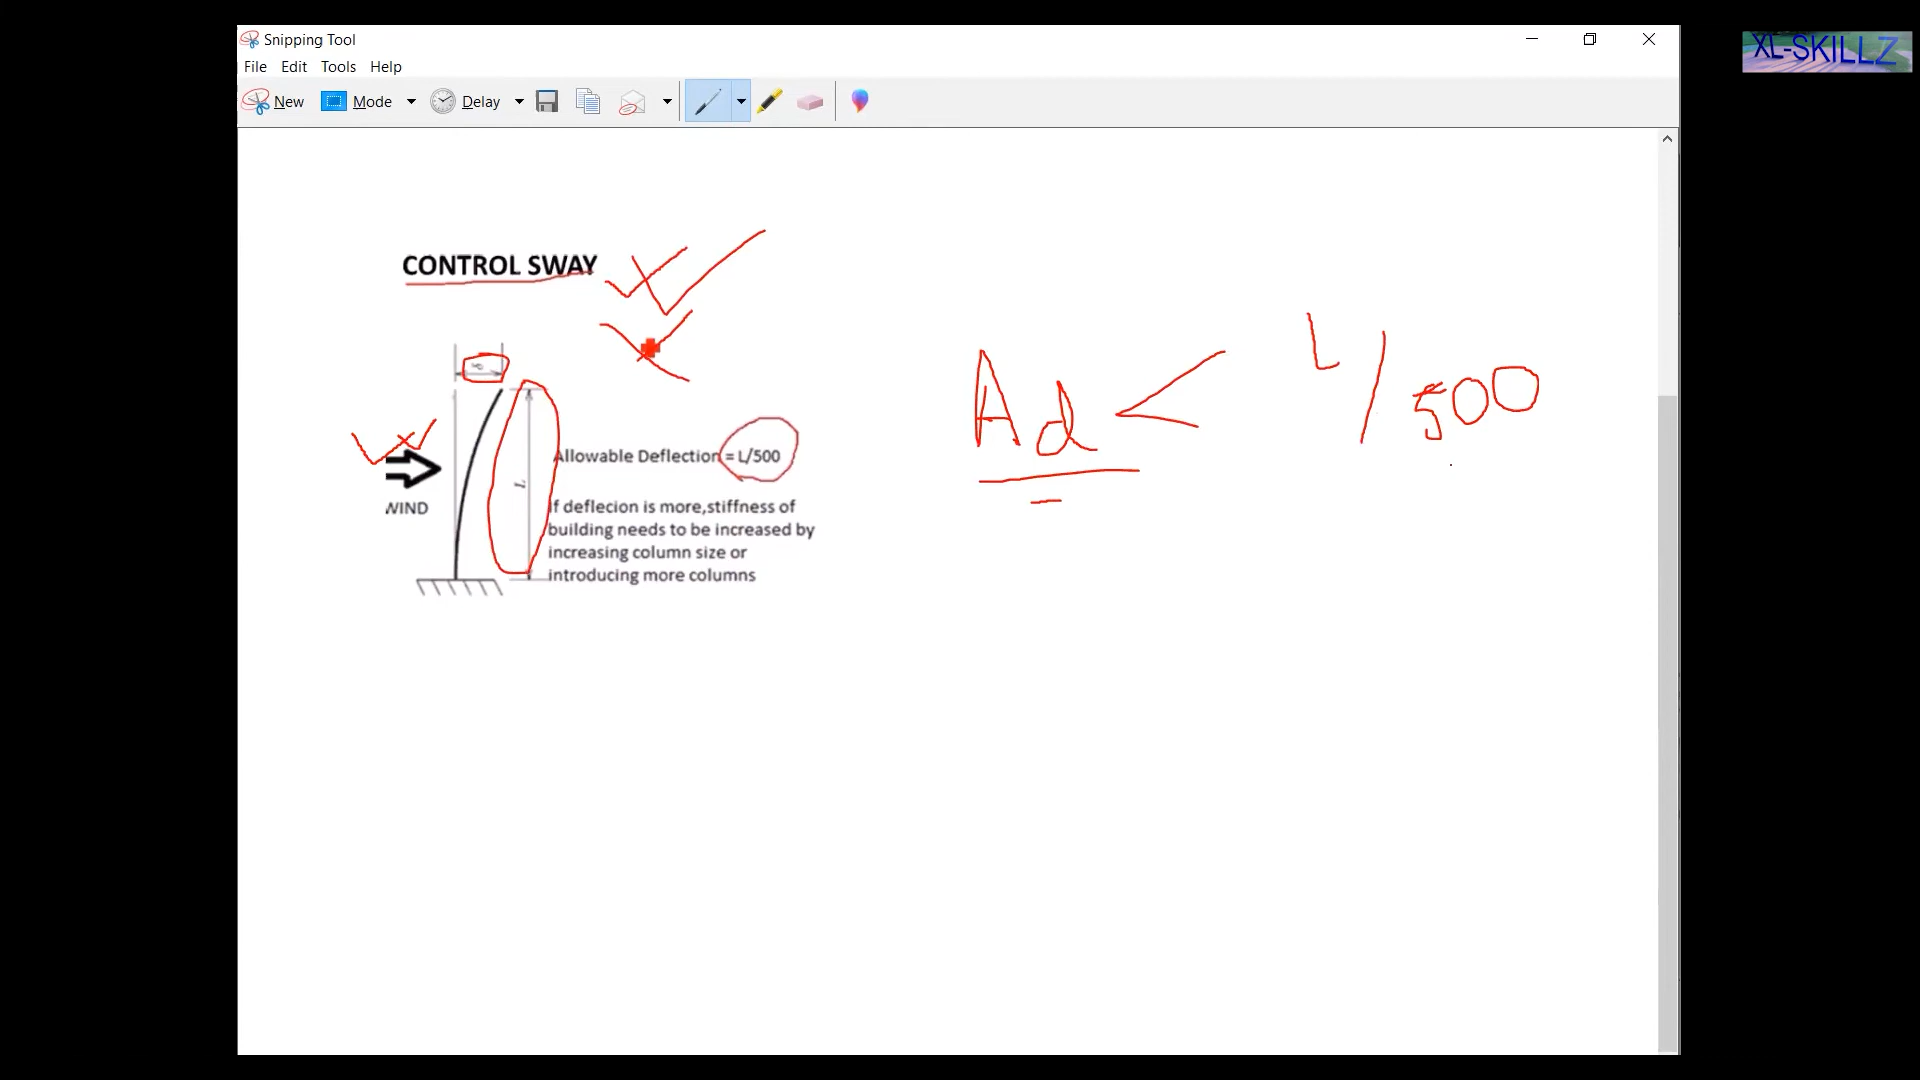 Snipping Tool
File Edit Tools Help
New Mode Delay
XL-SKILLZ
CONTROL SWAY
δ
L
WIND
Allowable Deflection = L/500
If deflecion is more,stiffness of
building needs to be increased by
increasing column size or
introducing more columns
Ad < L/500